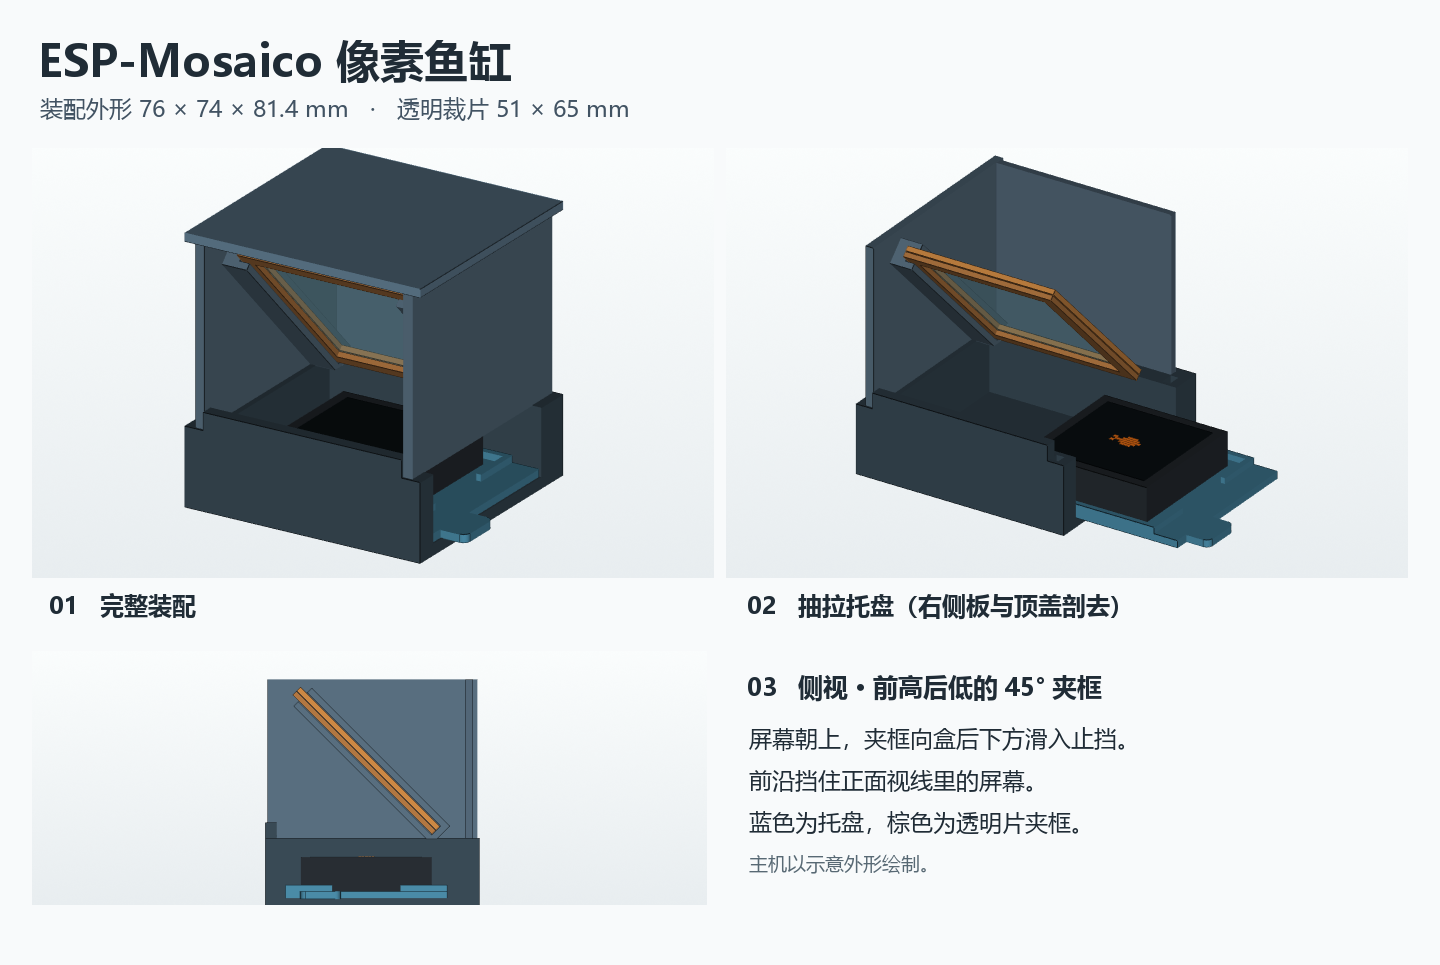 ESP-Mosaico 像素鱼缸
装配外形 76 × 74 × 81.4 mm · 透明裁片 51 × 65 mm
01 完整装配
02 抽拉托盘（右侧板与顶盖剖去）
03 侧视・前高后低的 45° 夹框
屏幕朝上，夹框向盒后下方滑入止挡。
前沿挡住正面视线里的屏幕。
蓝色为托盘，棕色为透明片夹框。
主机以示意外形绘制。